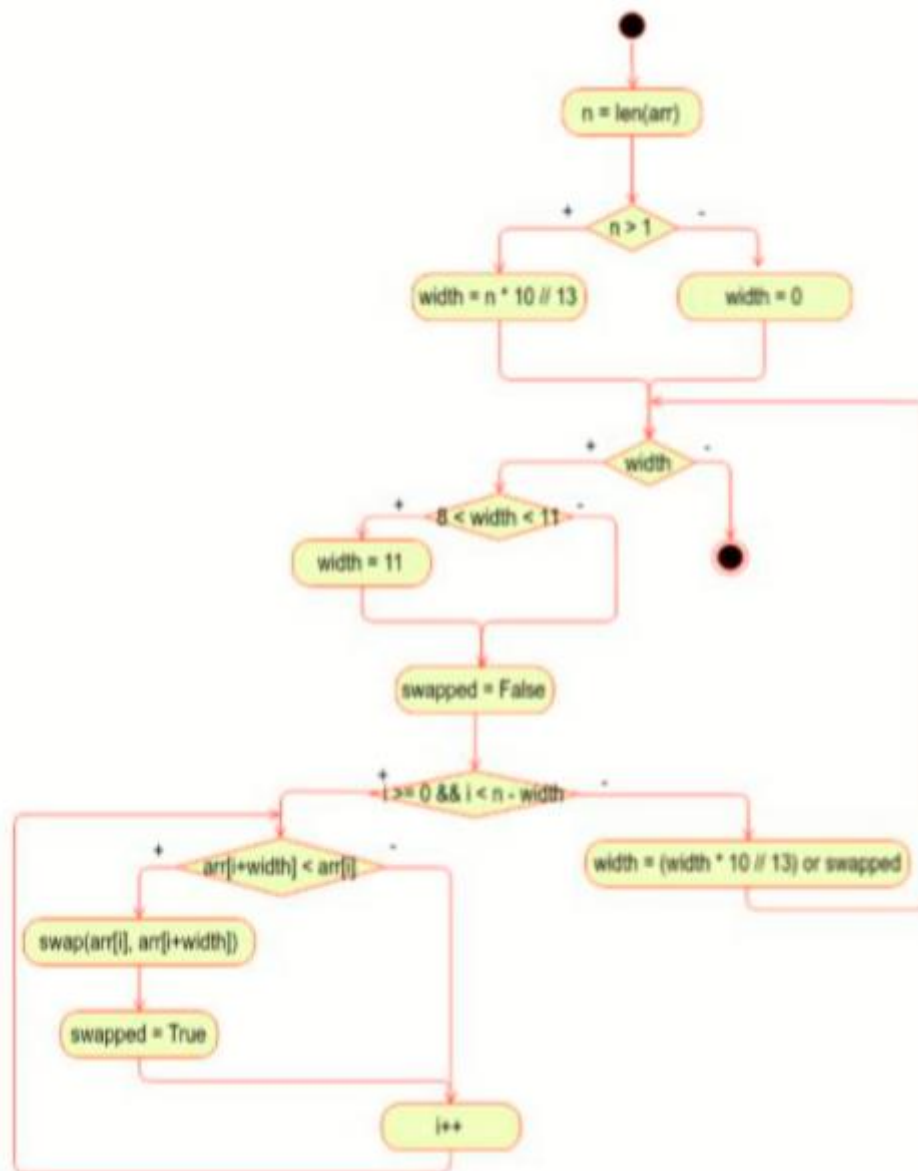 n = len(arr)
+
-
n > 1
width = n * 10 // 13
width = 0
+
-
width
+
-
8 < width < 11
width = 11
swapped = False
+
-
i >= 0 && i < n - width
+
-
arr[i+width] < arr[i]
width = (width * 10 // 13) or swapped
swap(arr[i], arr[i+width])
swapped = True
i++